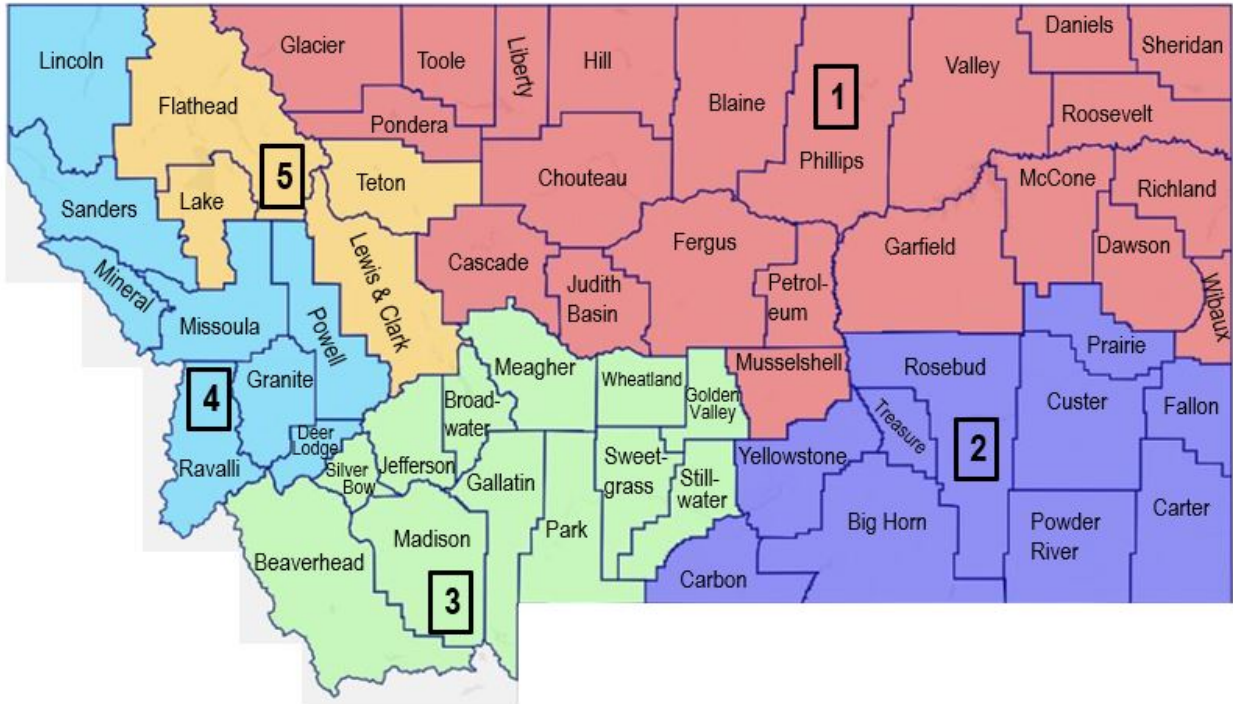 Lincoln
Flathead
Glacier
Toole
Liberty
Hill
Blaine
1
Phillips
Valley
Daniels
Sheridan
Roosevelt
Pondera
5
Teton
Chouteau
McCone
Richland
Lake
Sanders
Lewis & Clark
Cascade
Judith
Basin
Fergus
Petrol-
eum
Garfield
Dawson
Wibaux
Mineral
Missoula
Powell
Granite
4
Ravalli
Deer
Lodge
Silver
Bow
Jefferson
Broad-
water
Meagher
Wheatland
Golden
Valley
Musselshell
Rosebud
Prairie
Treasure
2
Custer
Fallon
Yellowstone
Sweet-
grass
Still-
water
Gallatin
Park
Madison
3
Beaverhead
Carbon
Big Horn
Powder
River
Carter